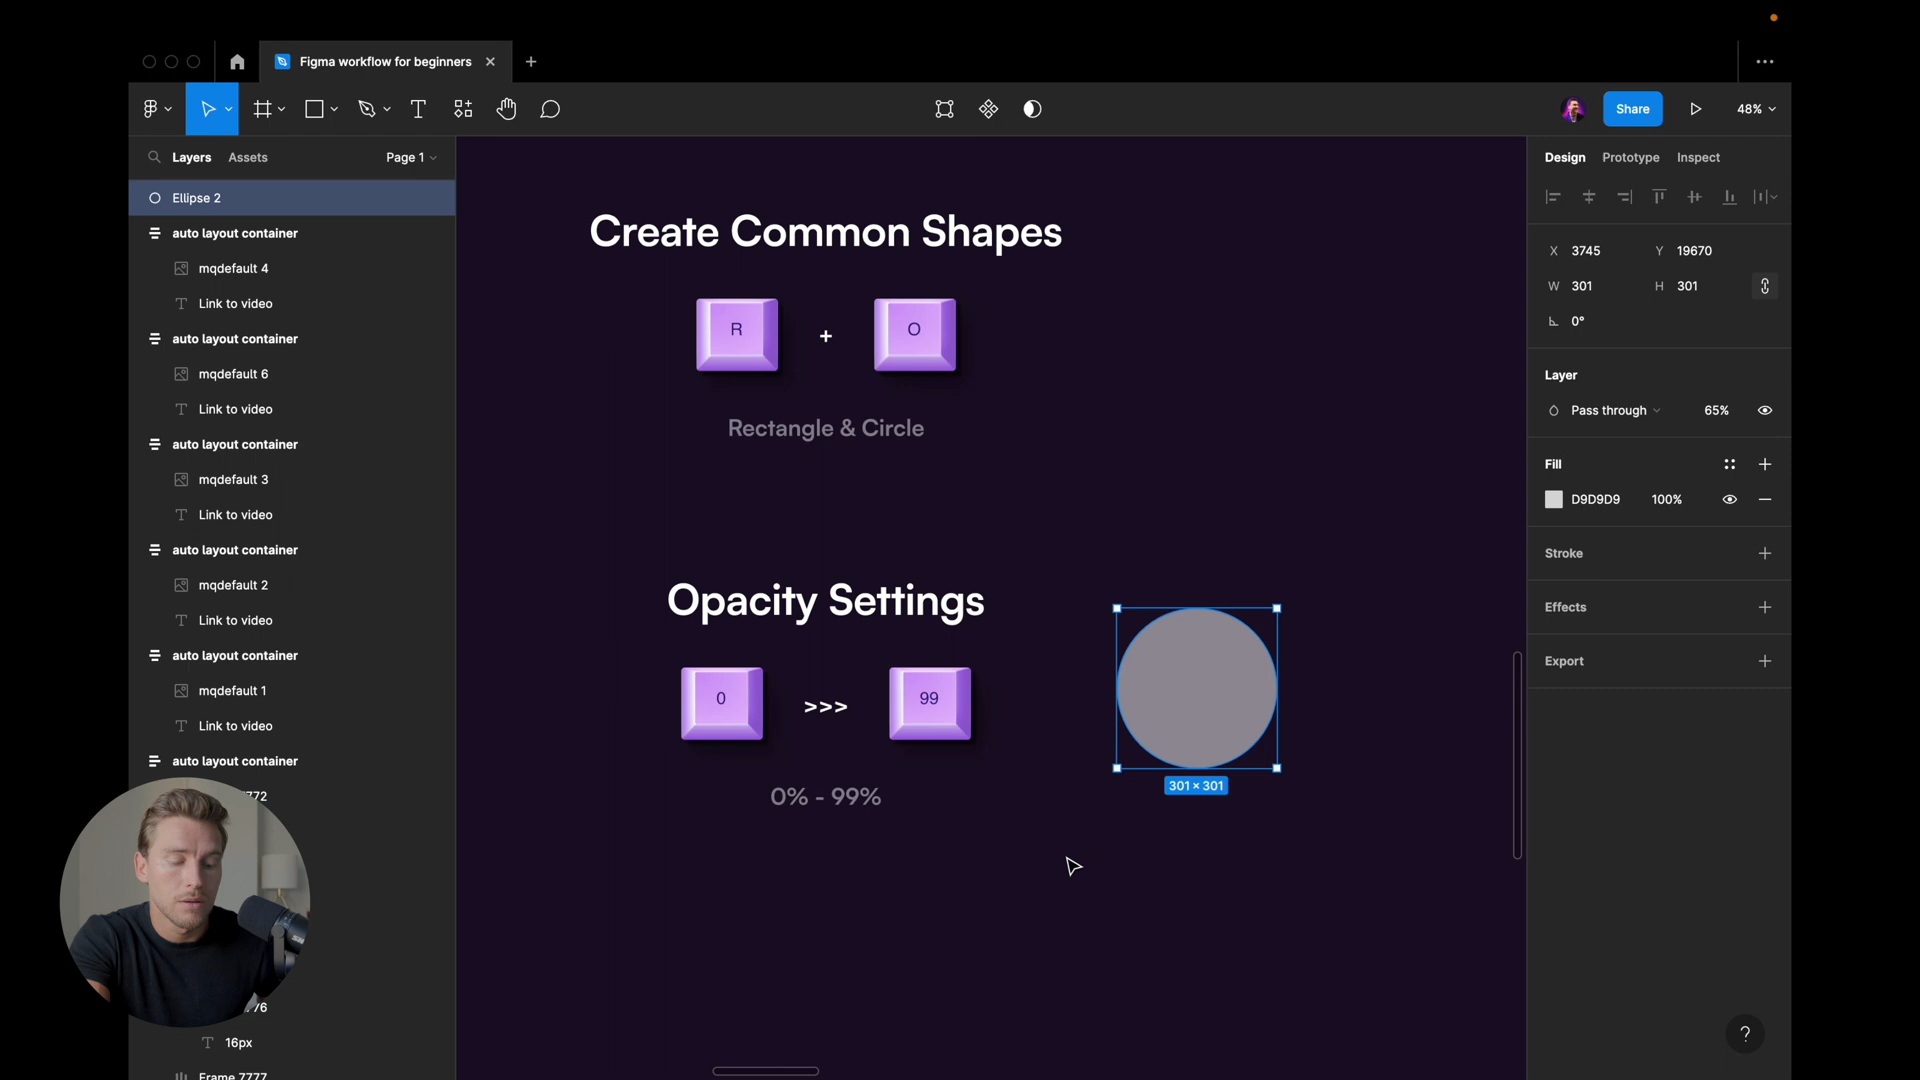 Figma workflow for beginners
Share
48%
Layers
Assets
Page 1
Ellipse 2
auto layout container
mqdefault 4
Link to video
auto layout container
mqdefault 6
Link to video
auto layout container
mqdefault 3
Link to video
auto layout container
mqdefault 2
Link to video
auto layout container
mqdefault 1
Link to video
auto layout container
16px
Frame 7777
Create Common Shapes
R
+
O
Rectangle & Circle
Opacity Settings
0
>>>
99
0% - 99%
301 × 301
Design
Prototype
Inspect
X 3745
Y 19670
W 301
H 301
0°
Layer
Pass through
65%
Fill
D9D9D9
100%
Stroke
Effects
Export
?